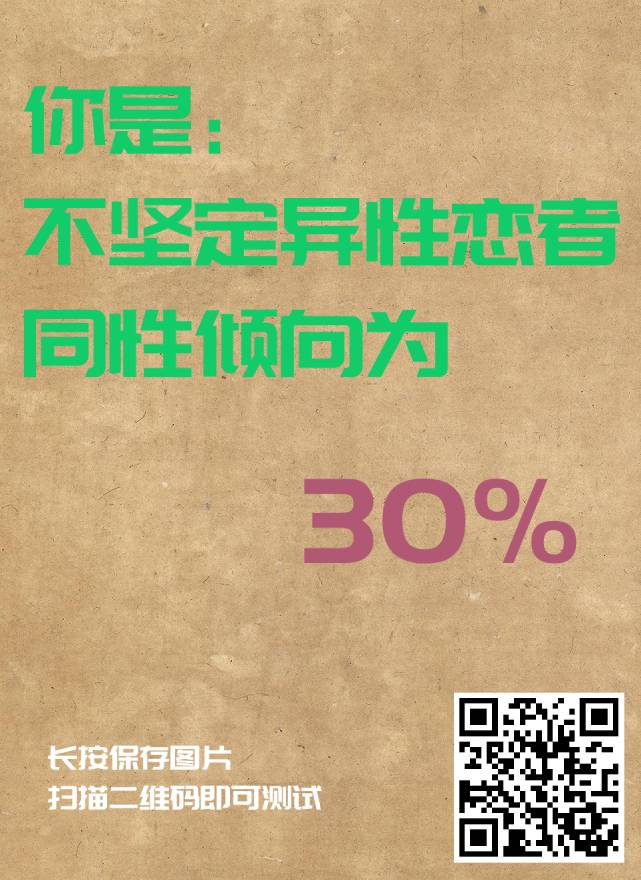 你是：
不坚定异性恋者
同性倾向为
30%
长按保存图片
扫描二维码即可测试